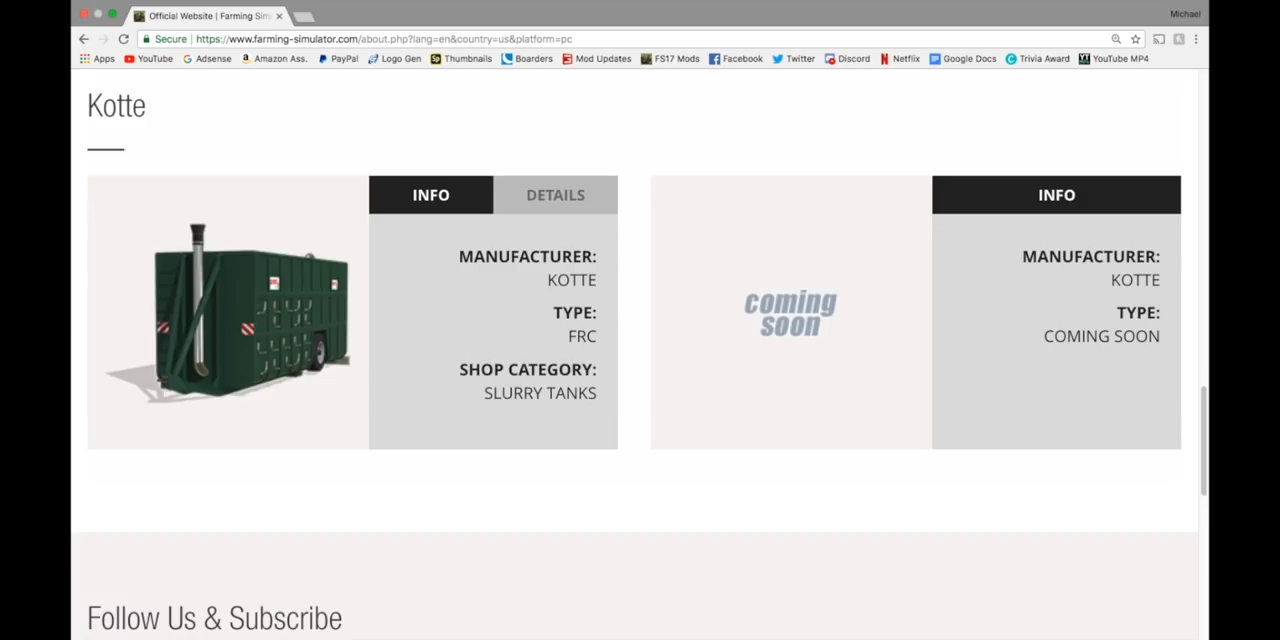 Michael
Official Website | Farming Sim
Secure | https://www.farming-simulator.com/about.php?lang=en&country=us&platform=pc
Apps YouTube Adsense Amazon Ass. PayPal Logo Gen Thumbnails Boarders Mod Updates FS17 Mods Facebook Twitter Discord Netflix Google Docs Trivia Award YouTube MP4
Kotte
INFO DETAILS
MANUFACTURER:
KOTTE
TYPE:
FRC
SHOP CATEGORY:
SLURRY TANKS
coming
soon
INFO
MANUFACTURER:
KOTTE
TYPE:
COMING SOON
Follow Us & Subscribe